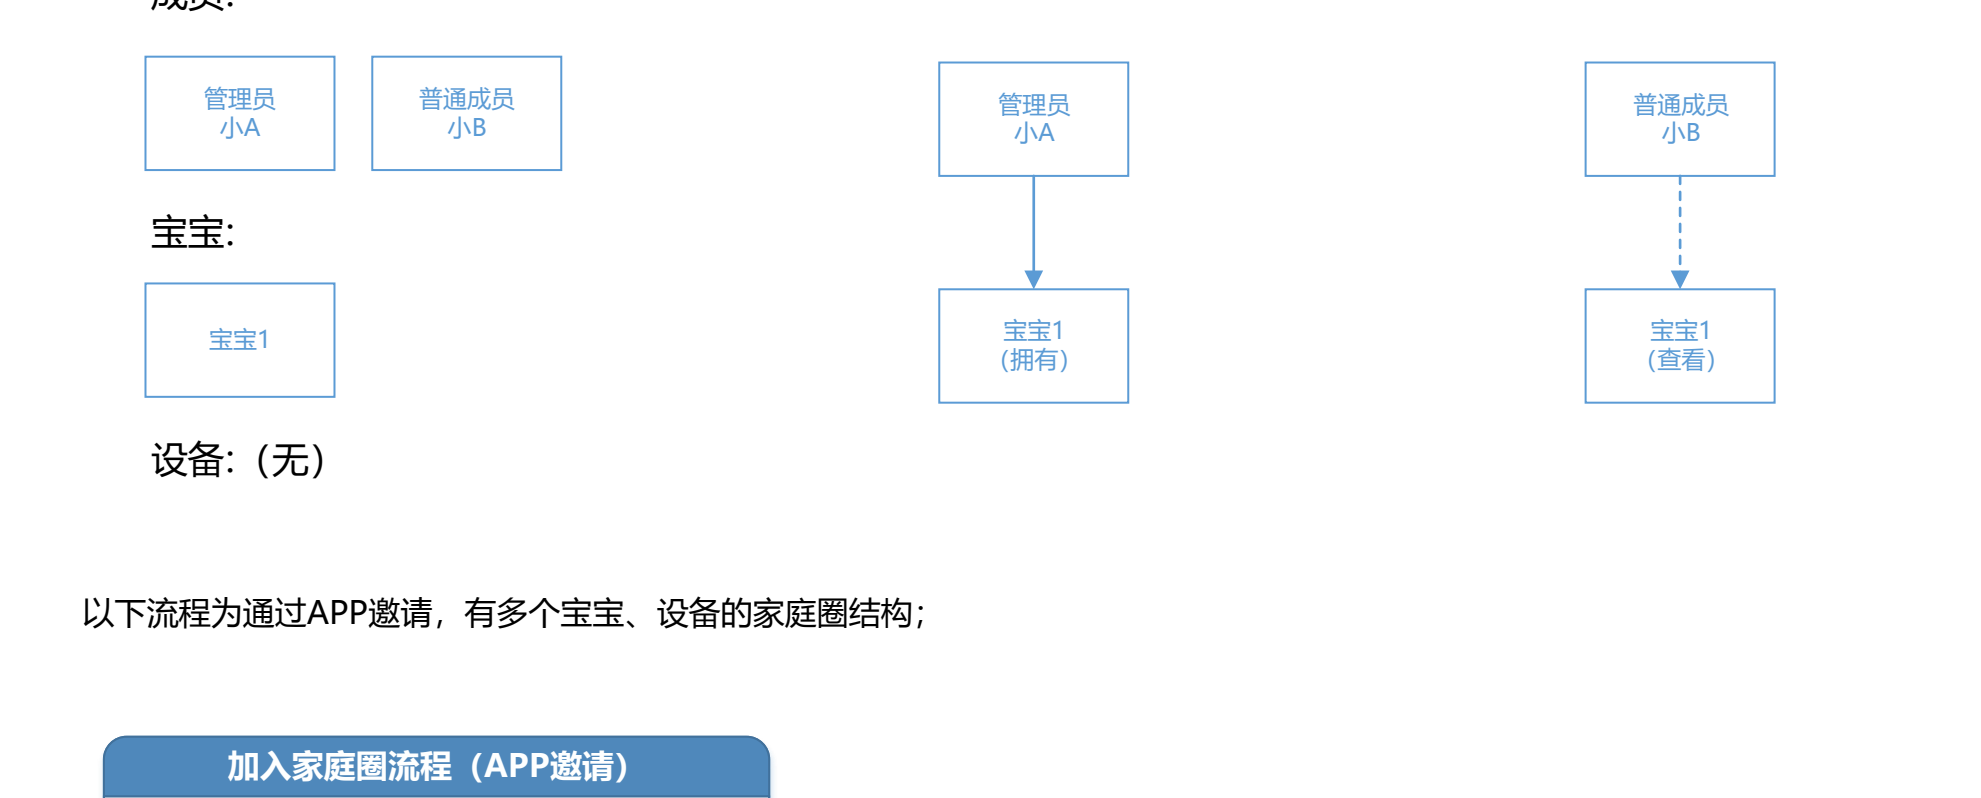 成员:
管理员
小A
普通成员
小B
管理员
小A
普通成员
小B
宝宝:
宝宝1
宝宝1
（拥有）
宝宝1
（查看）
设备:（无）
以下流程为通过APP邀请，有多个宝宝、设备的家庭圈结构；
加入家庭圈流程（APP邀请）